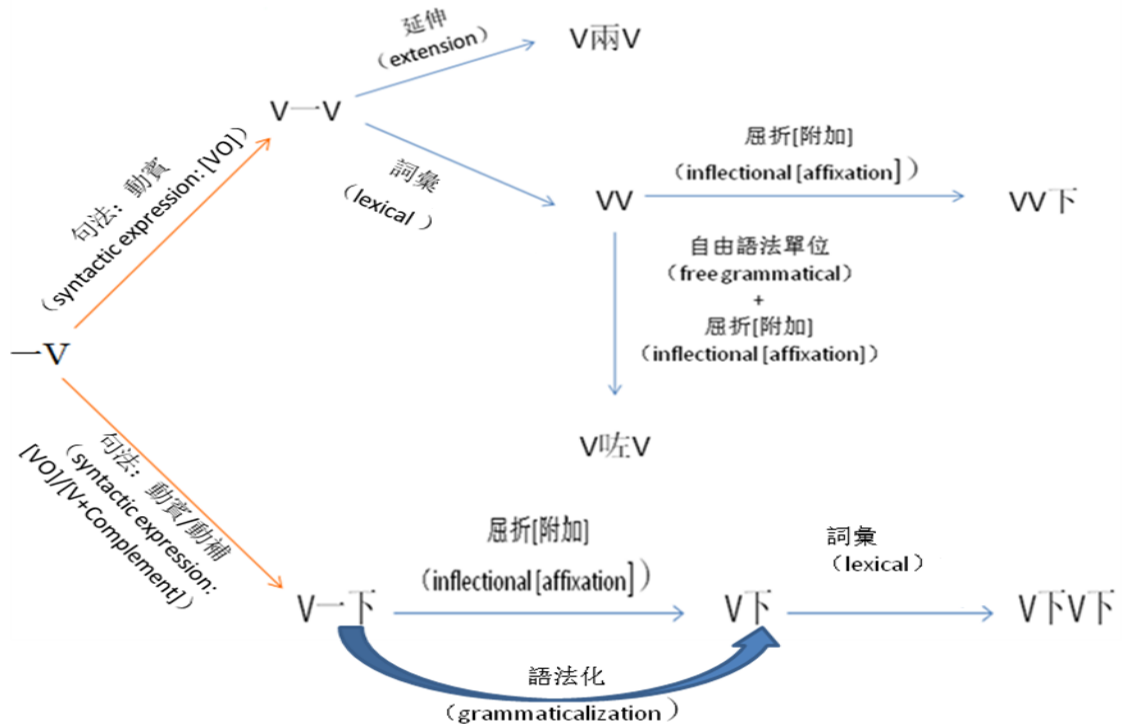 延伸
（extension）
V兩V
V一V
句法：動賓
（syntactic expression: [VO]）
詞彙
（lexical ）
VV
屈折[附加]
（inflectional [affixation]）
VV下
自由語法單位
（free grammatical）
+
屈折[附加]
（inflectional [affixation]）
一V
V咗V
句法：動賓/動補
（syntactic expression:
[VO]/[V+Complement]）
V一下
屈折[附加]
（inflectional [affixation]）
V下
詞彙
（lexical）
V下V下
語法化
（grammaticalization ）